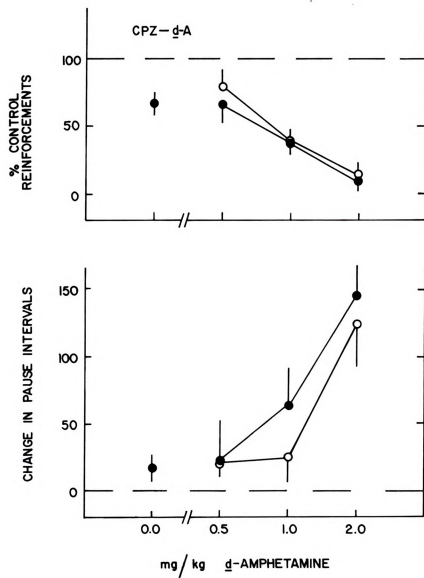 CPZ-d-A
100
50
0
% CONTROL
REINFORCEMENTS
150
100
50
0
CHANGE IN PAUSE INTERVALS
0.0 0.5 1.0 2.0
mg/kg d-AMPHETAMINE